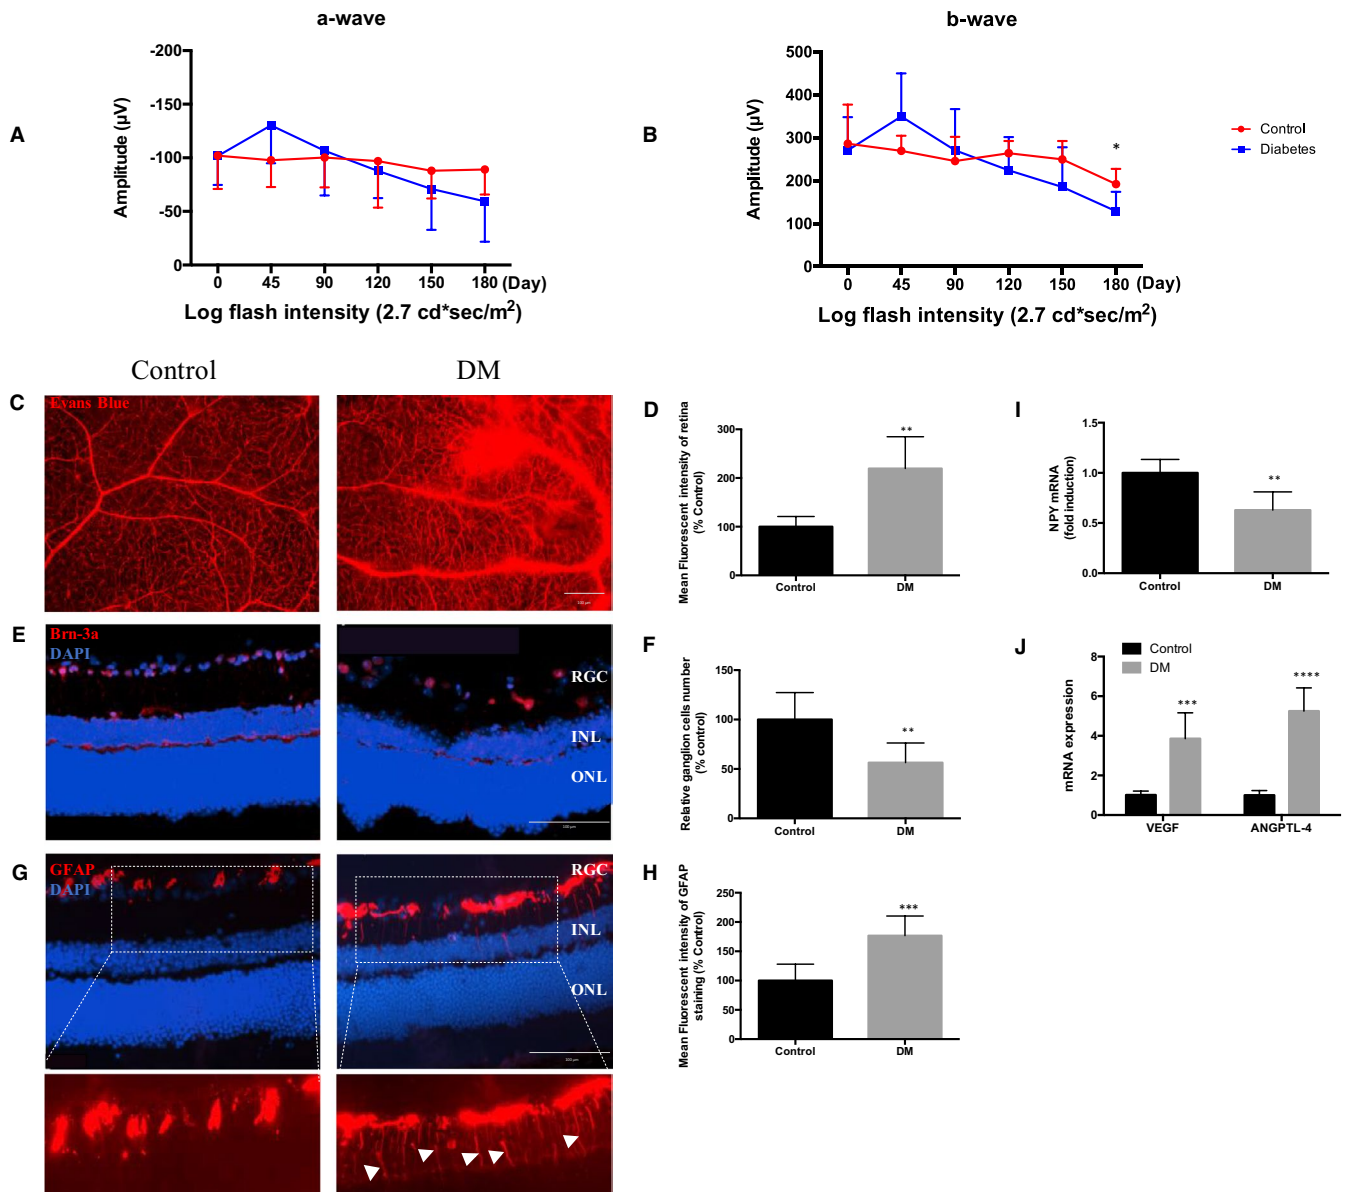 a-wave
A
Amplitude (µV)
-200
-150
-100
-50
0
0 45 90 120 150 180 (Day)
Log flash intensity (2.7 cd*sec/m²)
b-wave
B
Amplitude (µV)
500
400
300
200
100
0
*
0 45 90 120 150 180 (Day)
Log flash intensity (2.7 cd*sec/m²)
Control
Diabetes
Control DM
C
Evans Blue
D
Mean Fluorescent intensity of retina
(% Control)
300
200
100
0
**
Control DM
I
NPY mRNA
(fold induction)
1.5
1.0
0.5
0.0
**
Control DM
E
Brn-3a
DAPI
RGC
INL
ONL
F
Relative ganglion cells number
(% control)
150
100
50
0
**
Control DM
J
Control
DM
mRNA expression
8
6
4
2
0
***
****
VEGF ANGPTL-4
G
GFAP
DAPI
RGC
INL
ONL
H
Mean Fluorescent intensity of GFAP
staining (% Control)
250
200
150
100
50
0
***
Control DM